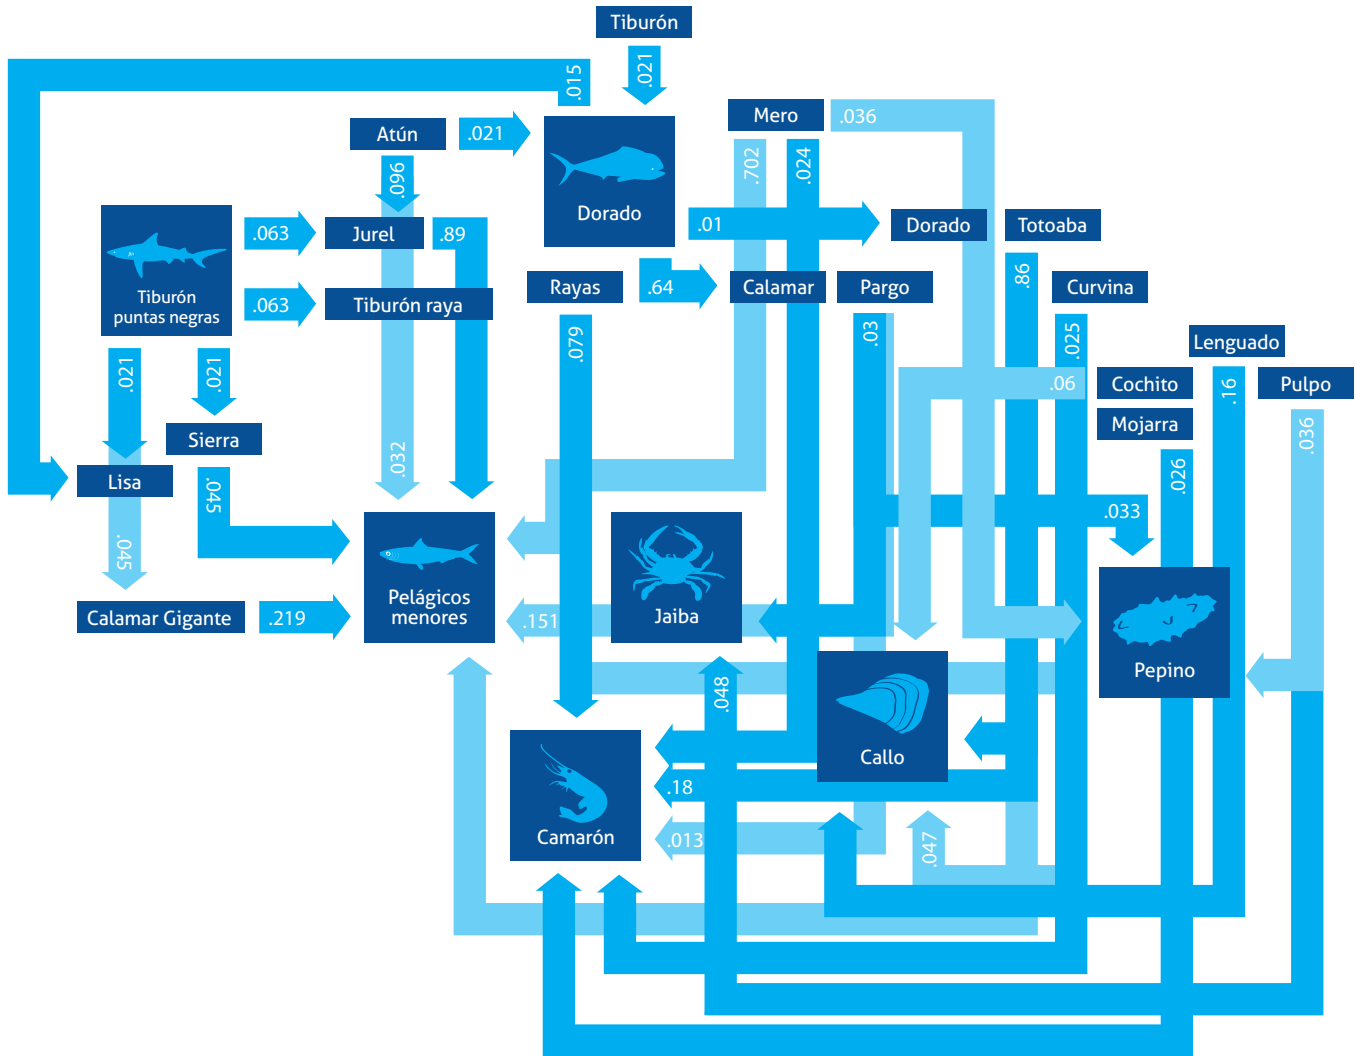 Tiburón
.021
.015
Atún
.021
.096
Dorado
Mero
.036
.702
.024
Tiburón
puntas negras
.063
Jurel
.89
.063
Tiburón raya
.01
Dorado
Totoaba
.86
Rayas
.64
Calamar
Pargo
Curvina
.079
.03
.025
Lenguado
.16
.06
Cochito
Pulpo
.036
Mojarra
.026
.021
.021
Sierra
.045
.032
Lisa
.045
.033
Calamar Gigante
.219
Pelágicos
menores
.151
Jaiba
Pepino
.048
Callo
Camarón
.18
.013
.047